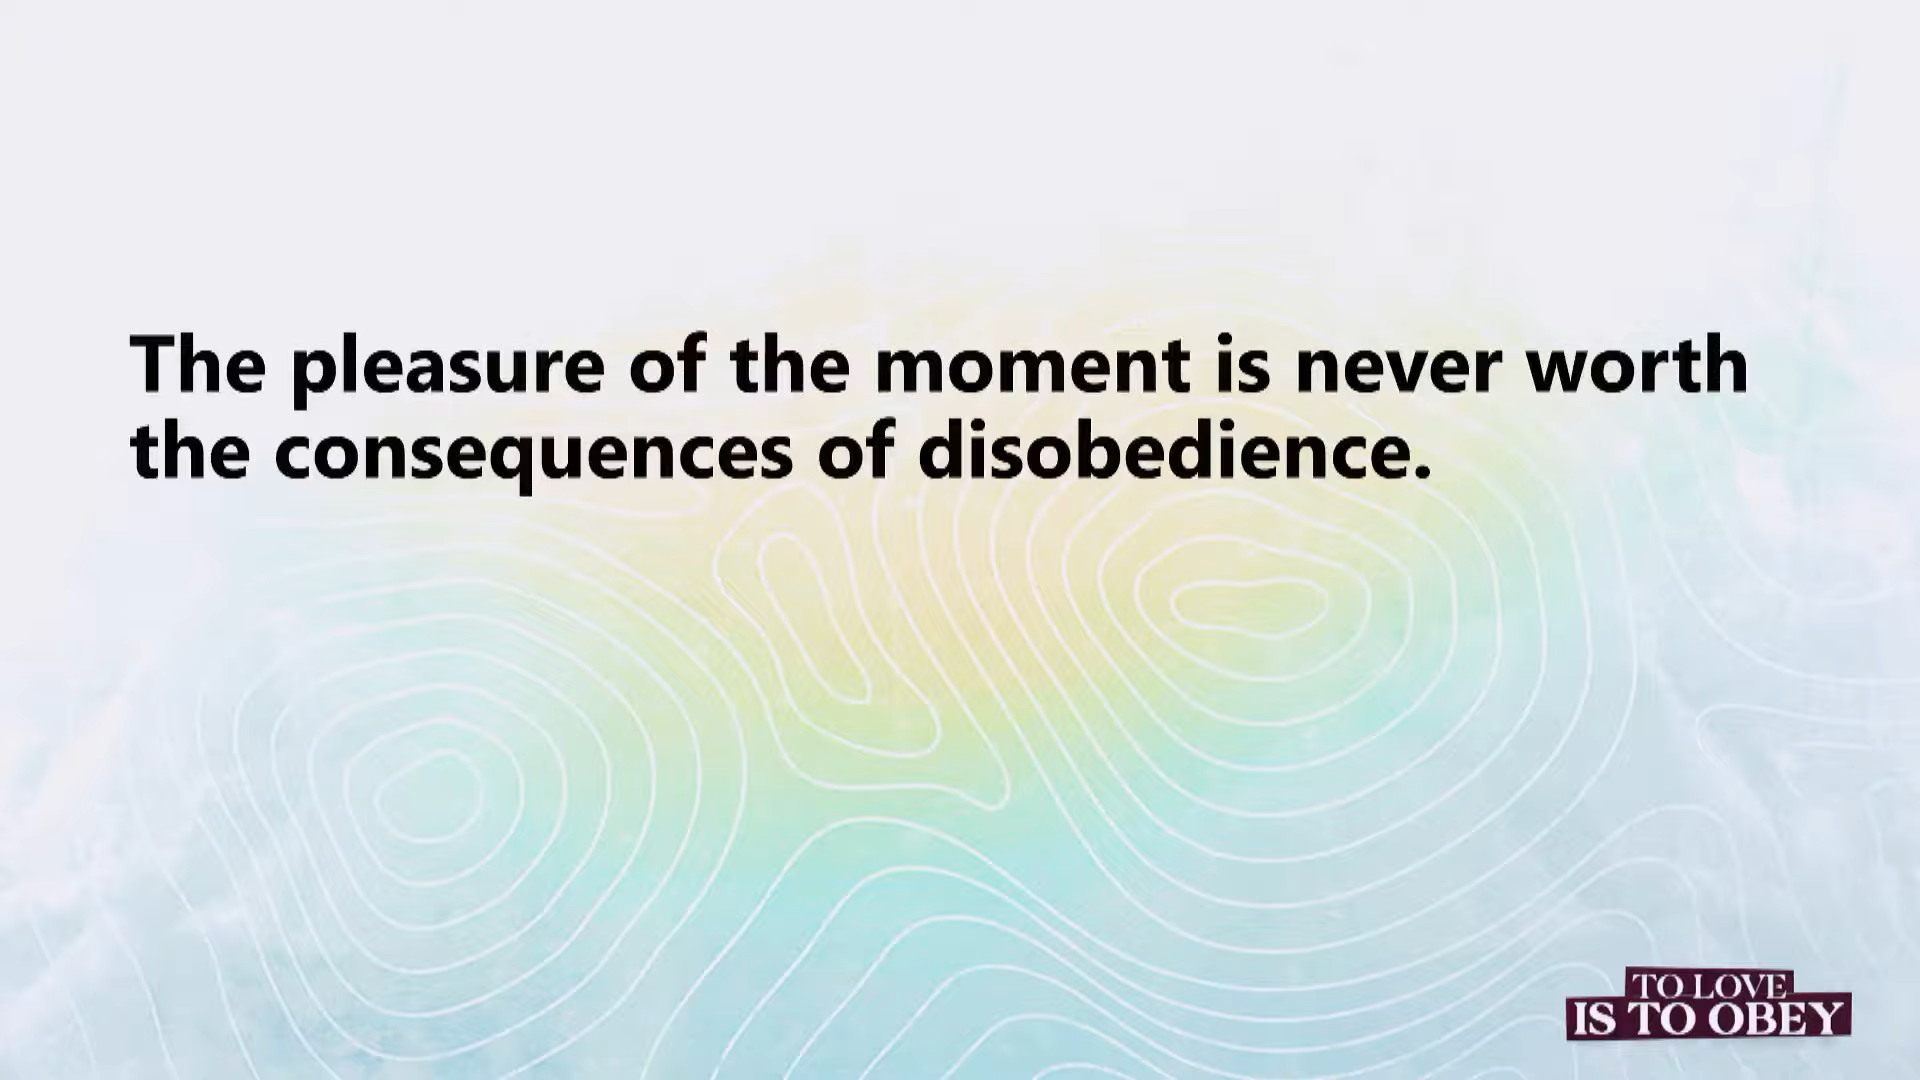 The pleasure of the moment is never worth
the consequences of disobedience.
TO LOVE
IS TO OBEY